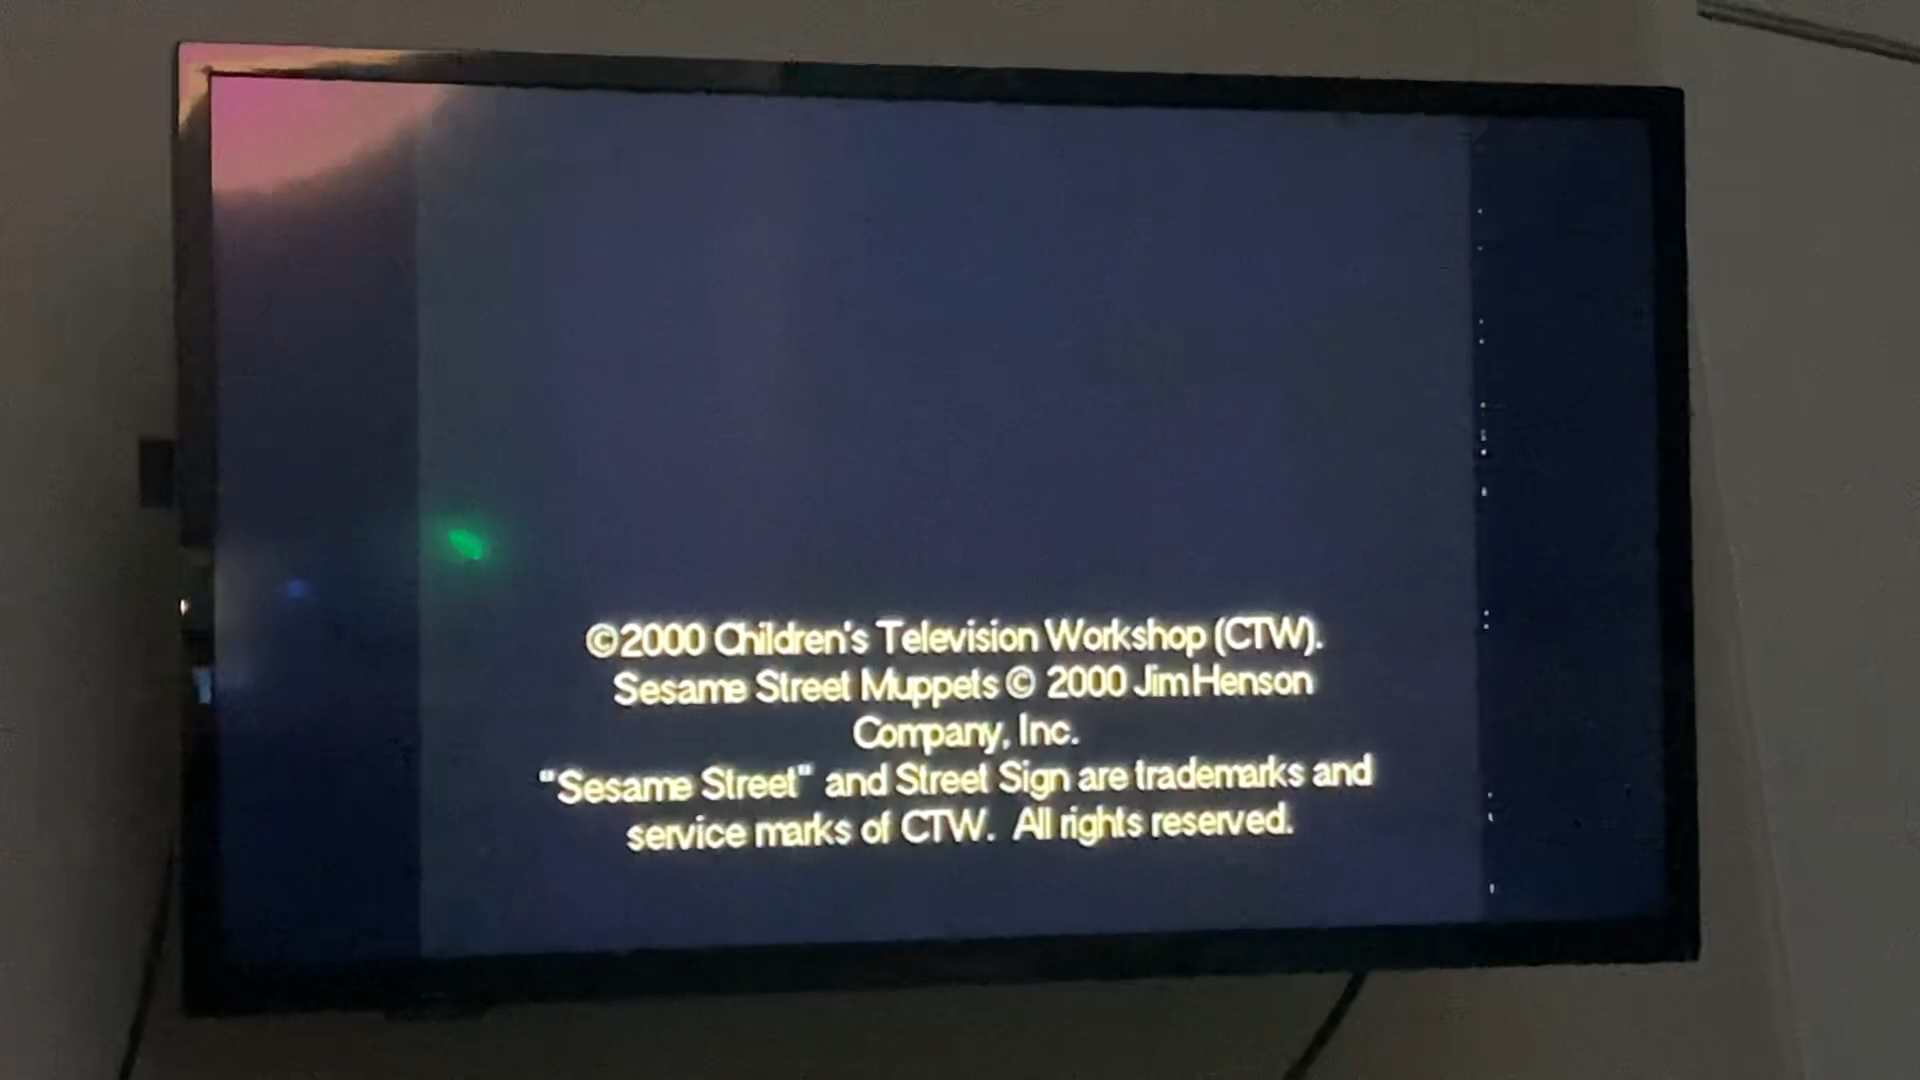 ©2000 Children's Television Workshop (CTW).
Sesame Street Muppets © 2000 Jim Henson
Company, Inc.
"Sesame Street" and Street Sign are trademarks and
service marks of CTW. All rights reserved.